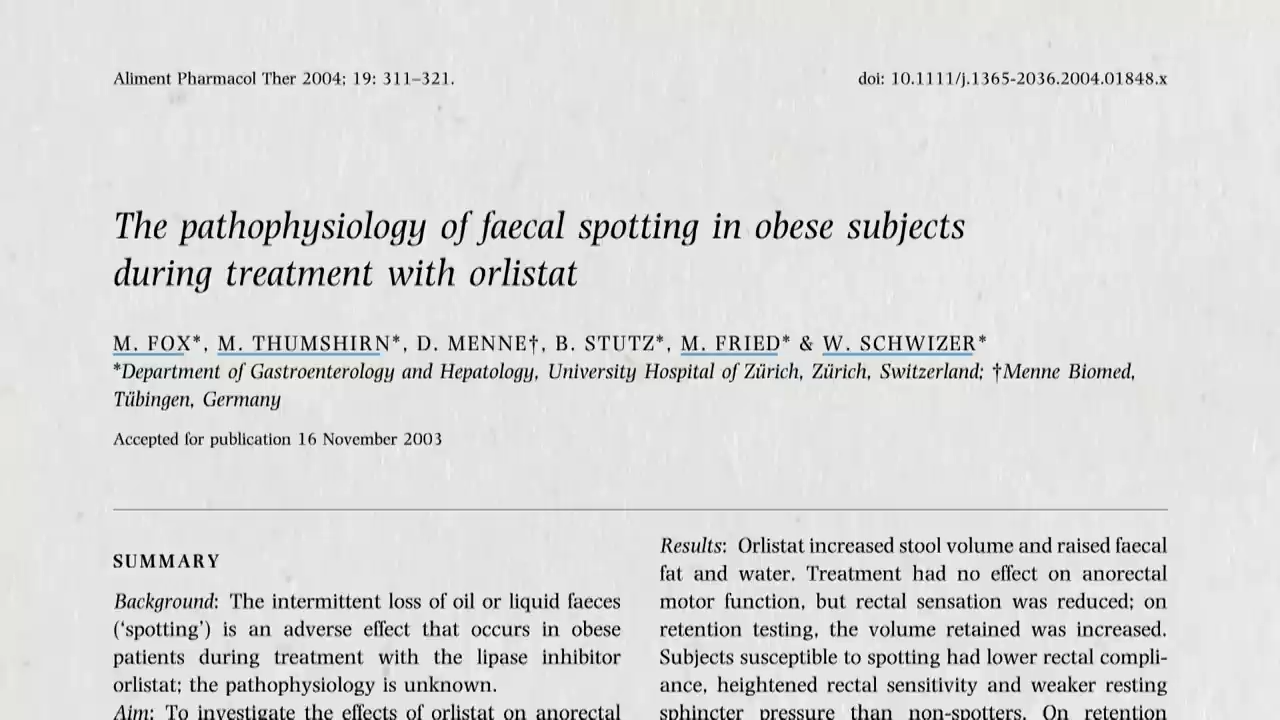 Aliment Pharmacol Ther 2004; 19: 311–321.
doi: 10.1111/j.1365-2036.2004.01848.x
The pathophysiology of faecal spotting in obese subjects
during treatment with orlistat
M. FOX*, M. THUMSHIRN*, D. MENNE†, B. STUTZ*, M. FRIED* & W. SCHWIZER*
*Department of Gastroenterology and Hepatology, University Hospital of Zürich, Zürich, Switzerland; †Menne Biomed,
Tübingen, Germany
Accepted for publication 16 November 2003
SUMMARY
Background: The intermittent loss of oil or liquid faeces
(‘spotting’) is an adverse effect that occurs in obese
patients during treatment with the lipase inhibitor
orlistat; the pathophysiology is unknown.
Aim: To investigate the effects of orlistat on anorectal
Results: Orlistat increased stool volume and raised faecal
fat and water. Treatment had no effect on anorectal
motor function, but rectal sensation was reduced; on
retention testing, the volume retained was increased.
Subjects susceptible to spotting had lower rectal compli-
ance, heightened rectal sensitivity and weaker resting
sphincter pressure than non-spotters. On retention